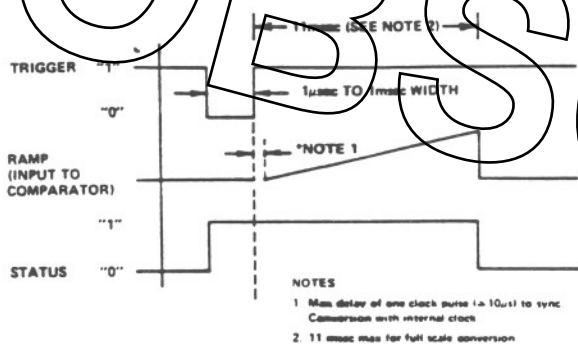 OBS
11msec (SEE NOTE 2)
TRIGGER "1"
1μsec TO 1msec WIDTH
"0"
*NOTE 1
RAMP
(INPUT TO
COMPARATOR)
"1"
STATUS "0"
NOTES
1 Max delay of one clock pulse (≈ 10μs) to sync
Conversion with internal clock
2. 11 msec max for full scale conversion